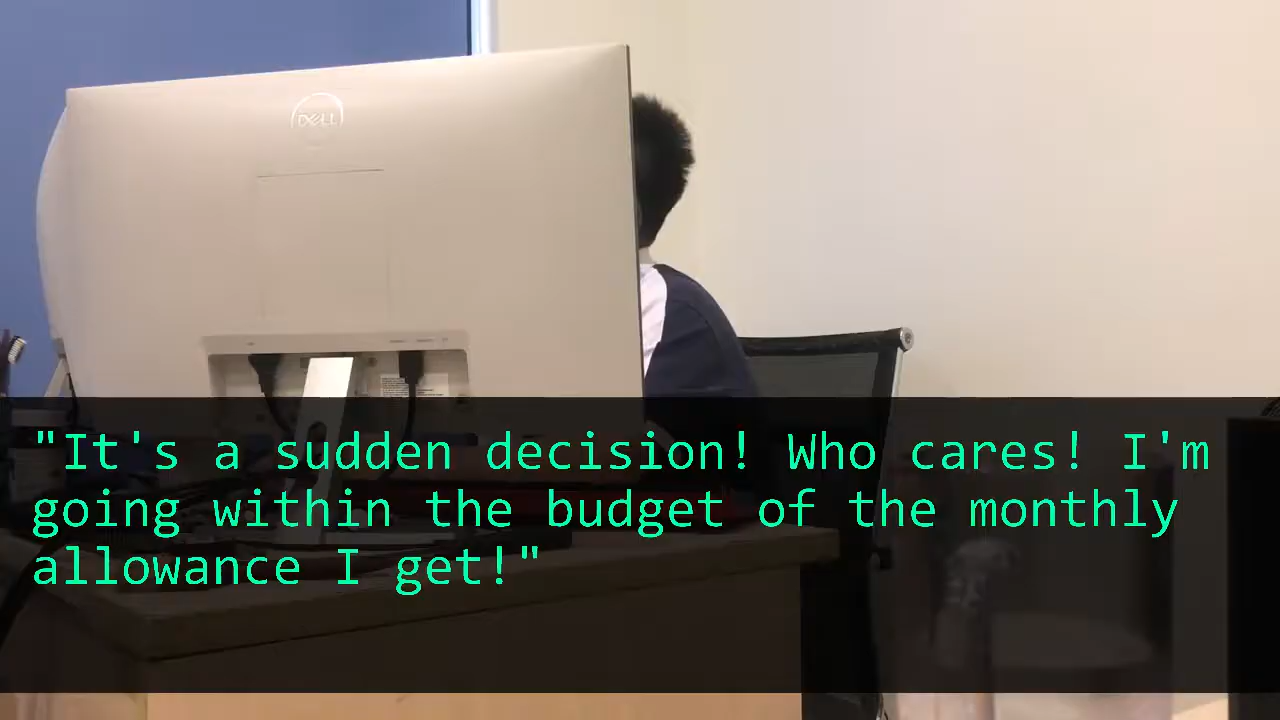 DELL
"It's a sudden decision! Who cares! I'm
going within the budget of the monthly
allowance I get!"